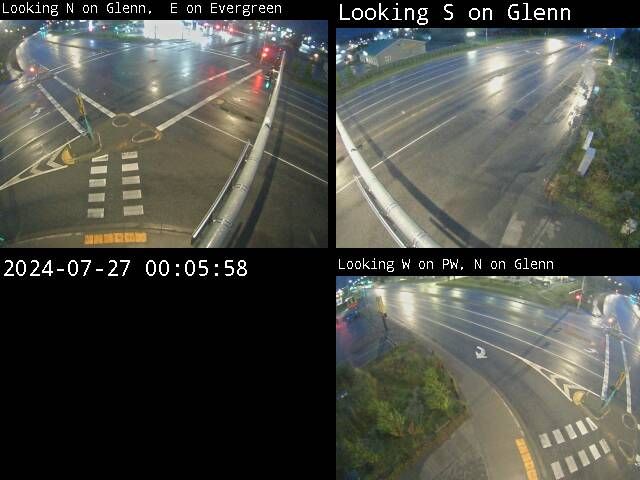 Looking N on Glenn,  E on Evergreen
Looking S on Glenn
2024-07-27 00:05:58
Looking W on PW, N on Glenn